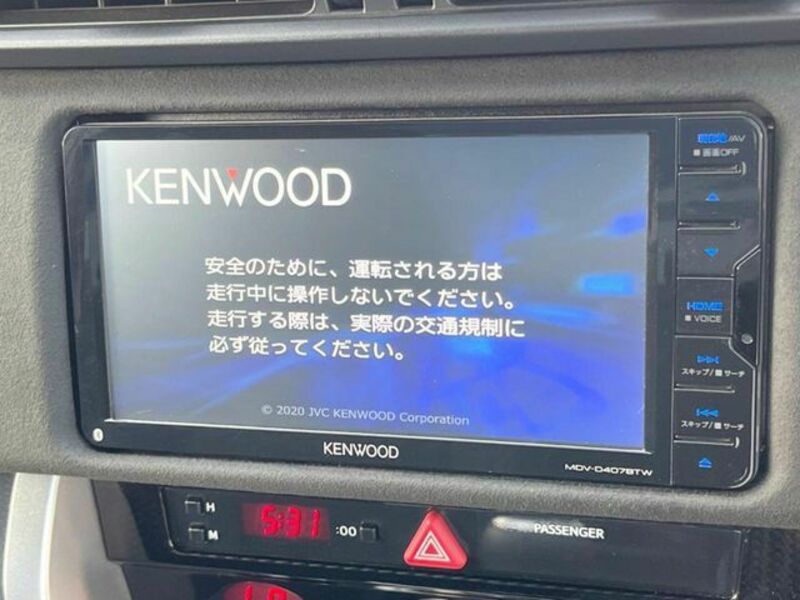 KENWOOD
安全のために、運転される方は
走行中に操作しないでください。
走行する際は、実際の交通規制に
必ず従ってください。
© 2020 JVC KENWOOD Corporation
KENWOOD
MDV-D407BTW
現在地/AV
■画面OFF
HOME
■ VOICE
スキップ/■サーチ
スキップ/■サーチ
H
M
5:31
:00
PASSENGER